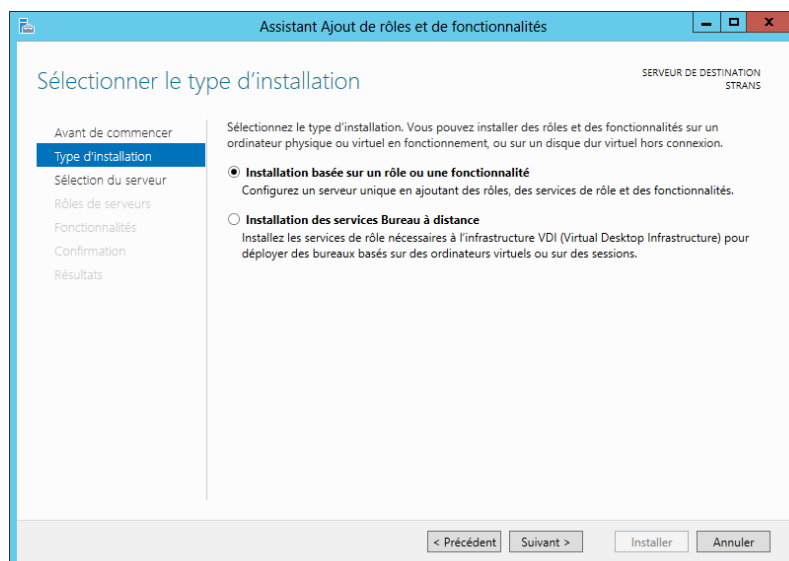 Assistant Ajout de rôles et de fonctionnalités
Sélectionner le type d'installation
SERVEUR DE DESTINATION
STRANS
Avant de commencer
Type d'installation
Sélection du serveur
Rôles de serveurs
Fonctionnalités
Confirmation
Résultats
Sélectionnez le type d'installation. Vous pouvez installer des rôles et des fonctionnalités sur un
ordinateur physique ou virtuel en fonctionnement, ou sur un disque dur virtuel hors connexion.
Installation basée sur un rôle ou une fonctionnalité
Configurez un serveur unique en ajoutant des rôles, des services de rôle et des fonctionnalités.
Installation des services Bureau à distance
Installez les services de rôle nécessaires à l'infrastructure VDI (Virtual Desktop Infrastructure) pour
déployer des bureaux basés sur des ordinateurs virtuels ou sur des sessions.
< Précédent
Suivant >
Installer
Annuler